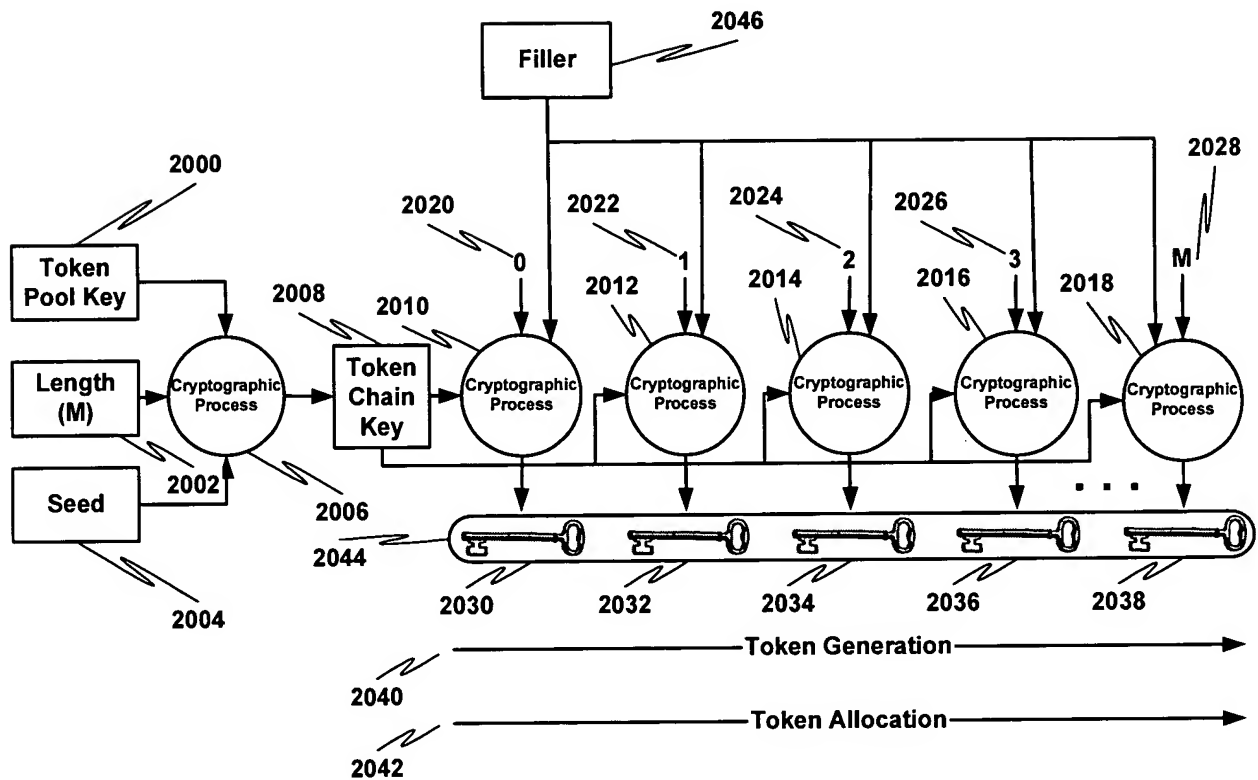 2046
Filler
2000
2028
2020
2022
2024
2026
Token
Pool Key
0
1
2
3
M
2008
2010
2012
2014
2016
2018
Length
(M)
Cryptographic
Process
Token
Chain
Key
Cryptographic
Process
Cryptographic
Process
Cryptographic
Process
Cryptographic
Process
Cryptographic
Process
2002
Seed
2006
. . .
2044
2004
2030
2032
2034
2036
2038
Token Generation
2040
Token Allocation
2042